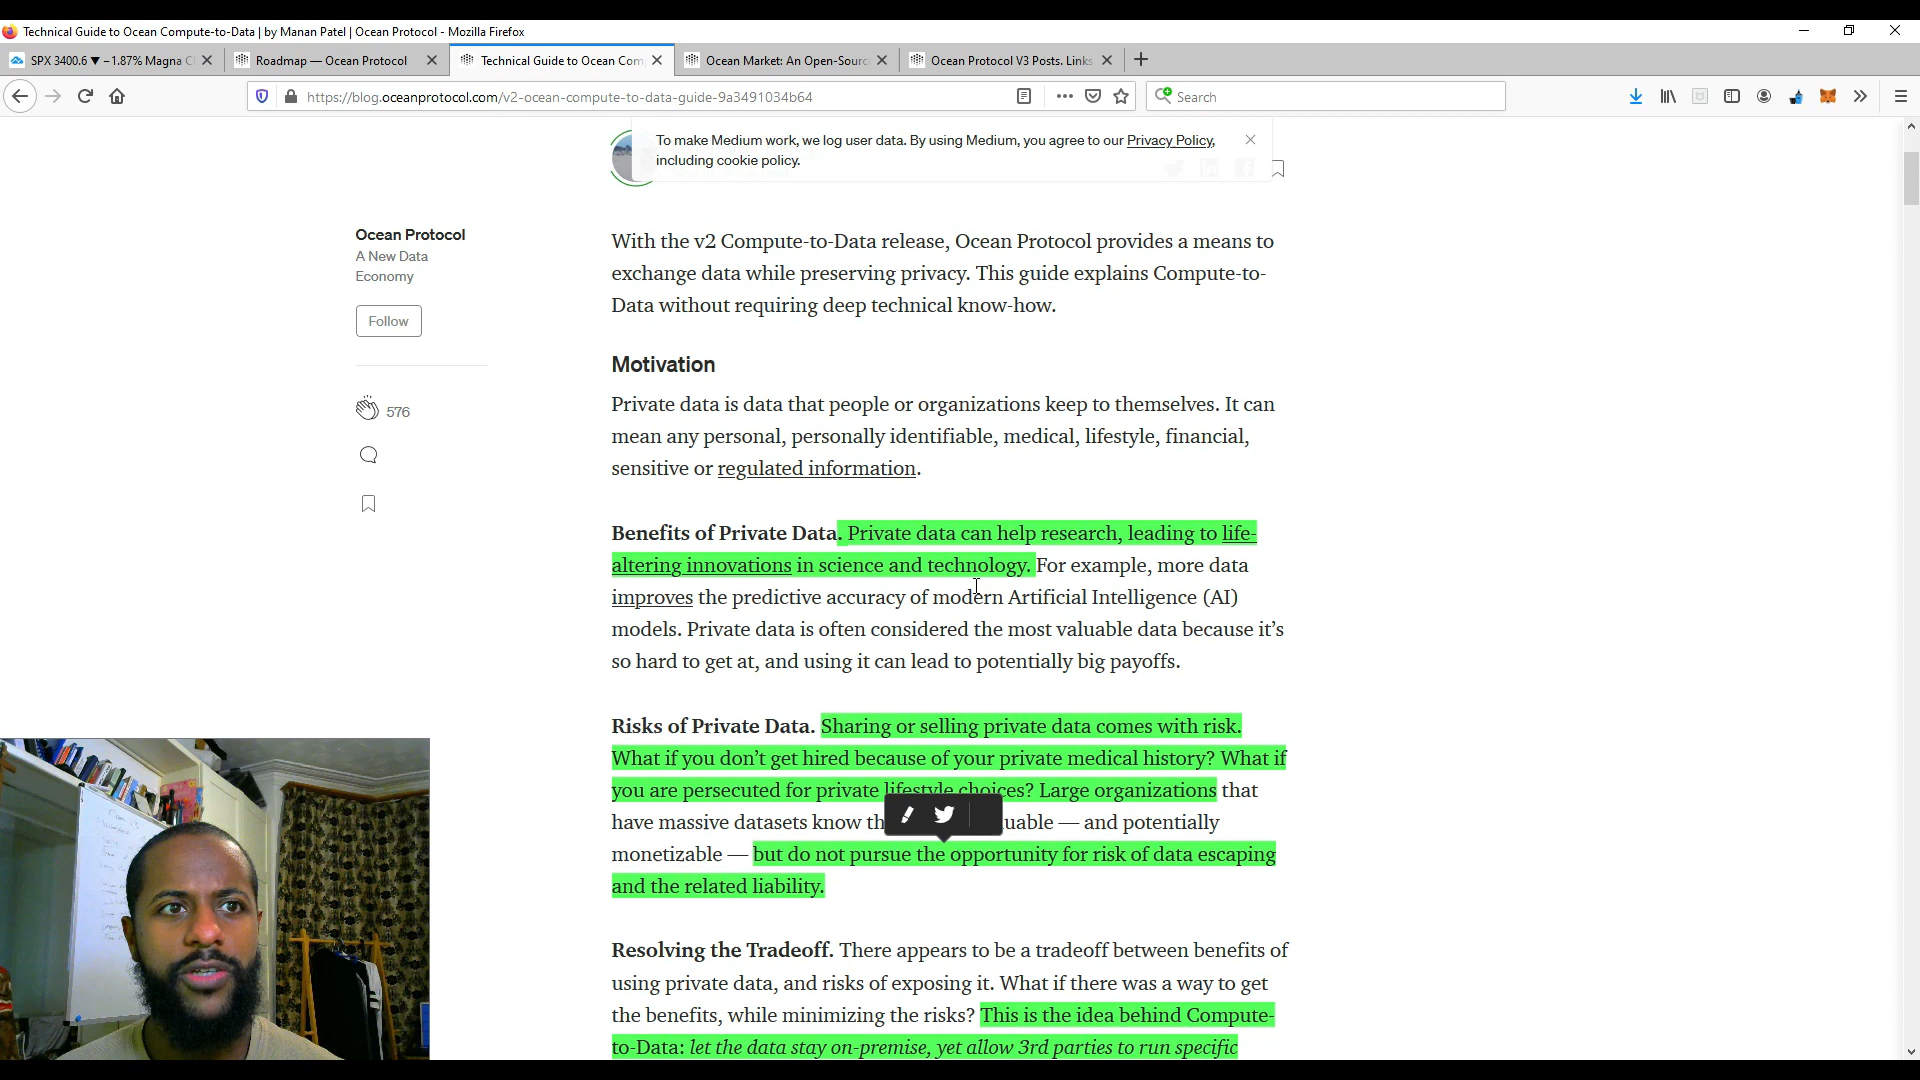 Technical Guide to Ocean Compute-to-Data | by Manan Patel | Ocean Protocol - Mozilla Firefox
SPX 3400.6 ▼ −1.87% Magna C
Roadmap — Ocean Protocol
Technical Guide to Ocean Com
Ocean Market: An Open-Sourc
Ocean Protocol V3 Posts. Links
https://blog.oceanprotocol.com/v2-ocean-compute-to-data-guide-9a3491034b64
Search
To make Medium work, we log user data. By using Medium, you agree to our Privacy Policy,
including cookie policy.
Ocean Protocol
A New Data
Economy
Follow
576
With the v2 Compute-to-Data release, Ocean Protocol provides a means to
exchange data while preserving privacy. This guide explains Compute-to-
Data without requiring deep technical know-how.
Motivation
Private data is data that people or organizations keep to themselves. It can
mean any personal, personally identifiable, medical, lifestyle, financial,
sensitive or regulated information.
Benefits of Private Data. Private data can help research, leading to life-
altering innovations in science and technology. For example, more data
improves the predictive accuracy of modern Artificial Intelligence (AI)
models. Private data is often considered the most valuable data because it's
so hard to get at, and using it can lead to potentially big payoffs.
Risks of Private Data. Sharing or selling private data comes with risk.
What if you don't get hired because of your private medical history? What if
you are persecuted for private lifestyle choices? Large organizations that
have massive datasets know th uable — and potentially
monetizable — but do not pursue the opportunity for risk of data escaping
and the related liability.
Resolving the Tradeoff. There appears to be a tradeoff between benefits of
using private data, and risks of exposing it. What if there was a way to get
the benefits, while minimizing the risks? This is the idea behind Compute-
to-Data: let the data stay on-premise, yet allow 3rd parties to run specific